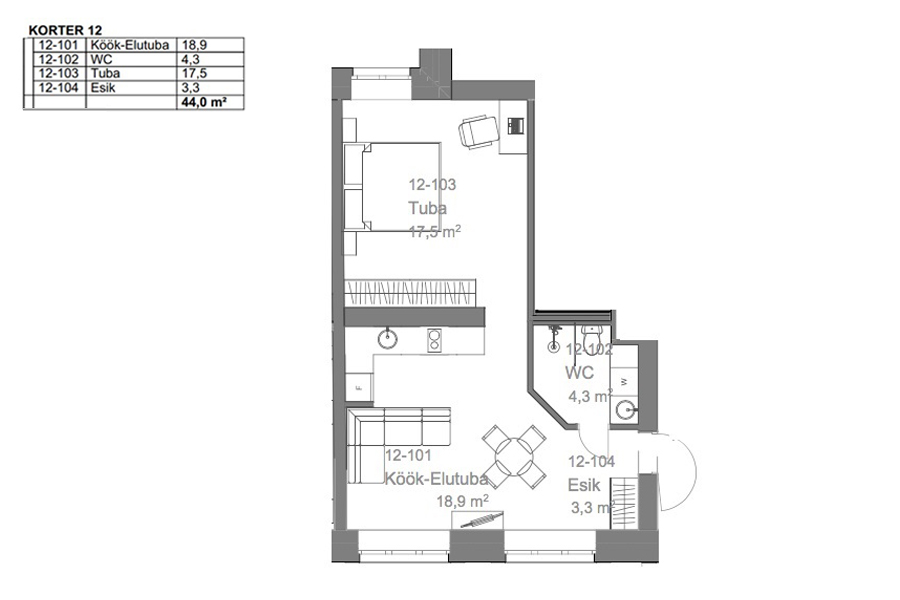 KORTER 12
12-101 Köök-Elutuba 18,9
12-102 WC 4,3
12-103 Tuba 17,5
12-104 Esik 3,3
44,0 m²
12-103
Tuba
17,5 m²
12-102
WC
4,3 m²
W
F
12-101
Köök-Elutuba
18,9 m²
12-104
Esik
3,3 m²